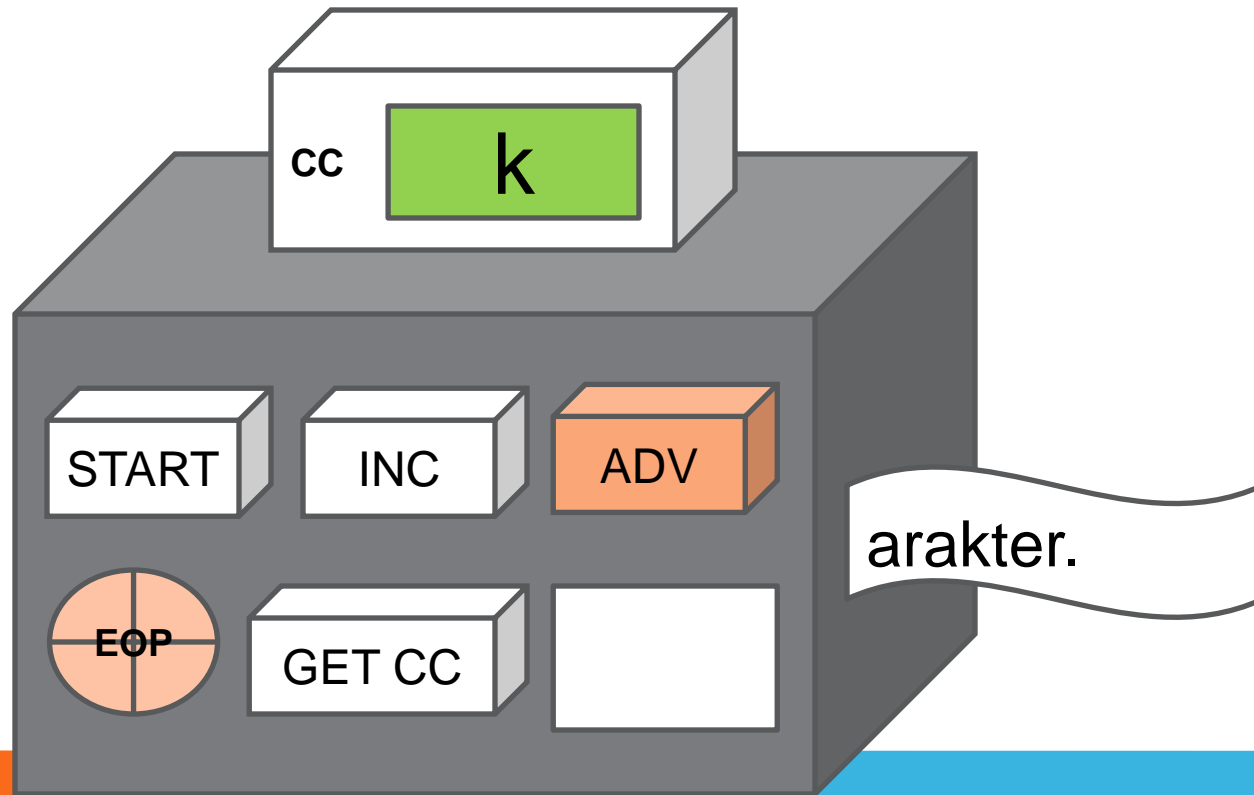 CC
k
START
INC
ADV
arakter.
EOP
GET CC